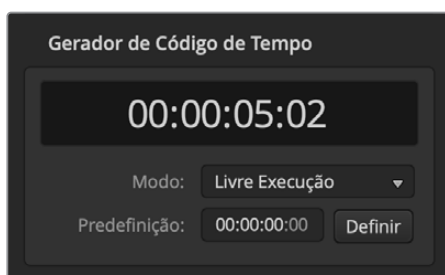 Gerador de Código de Tempo
00:00:05:02
Modo: Livre Execução
Predefinição: 00:00:00:00 Definir